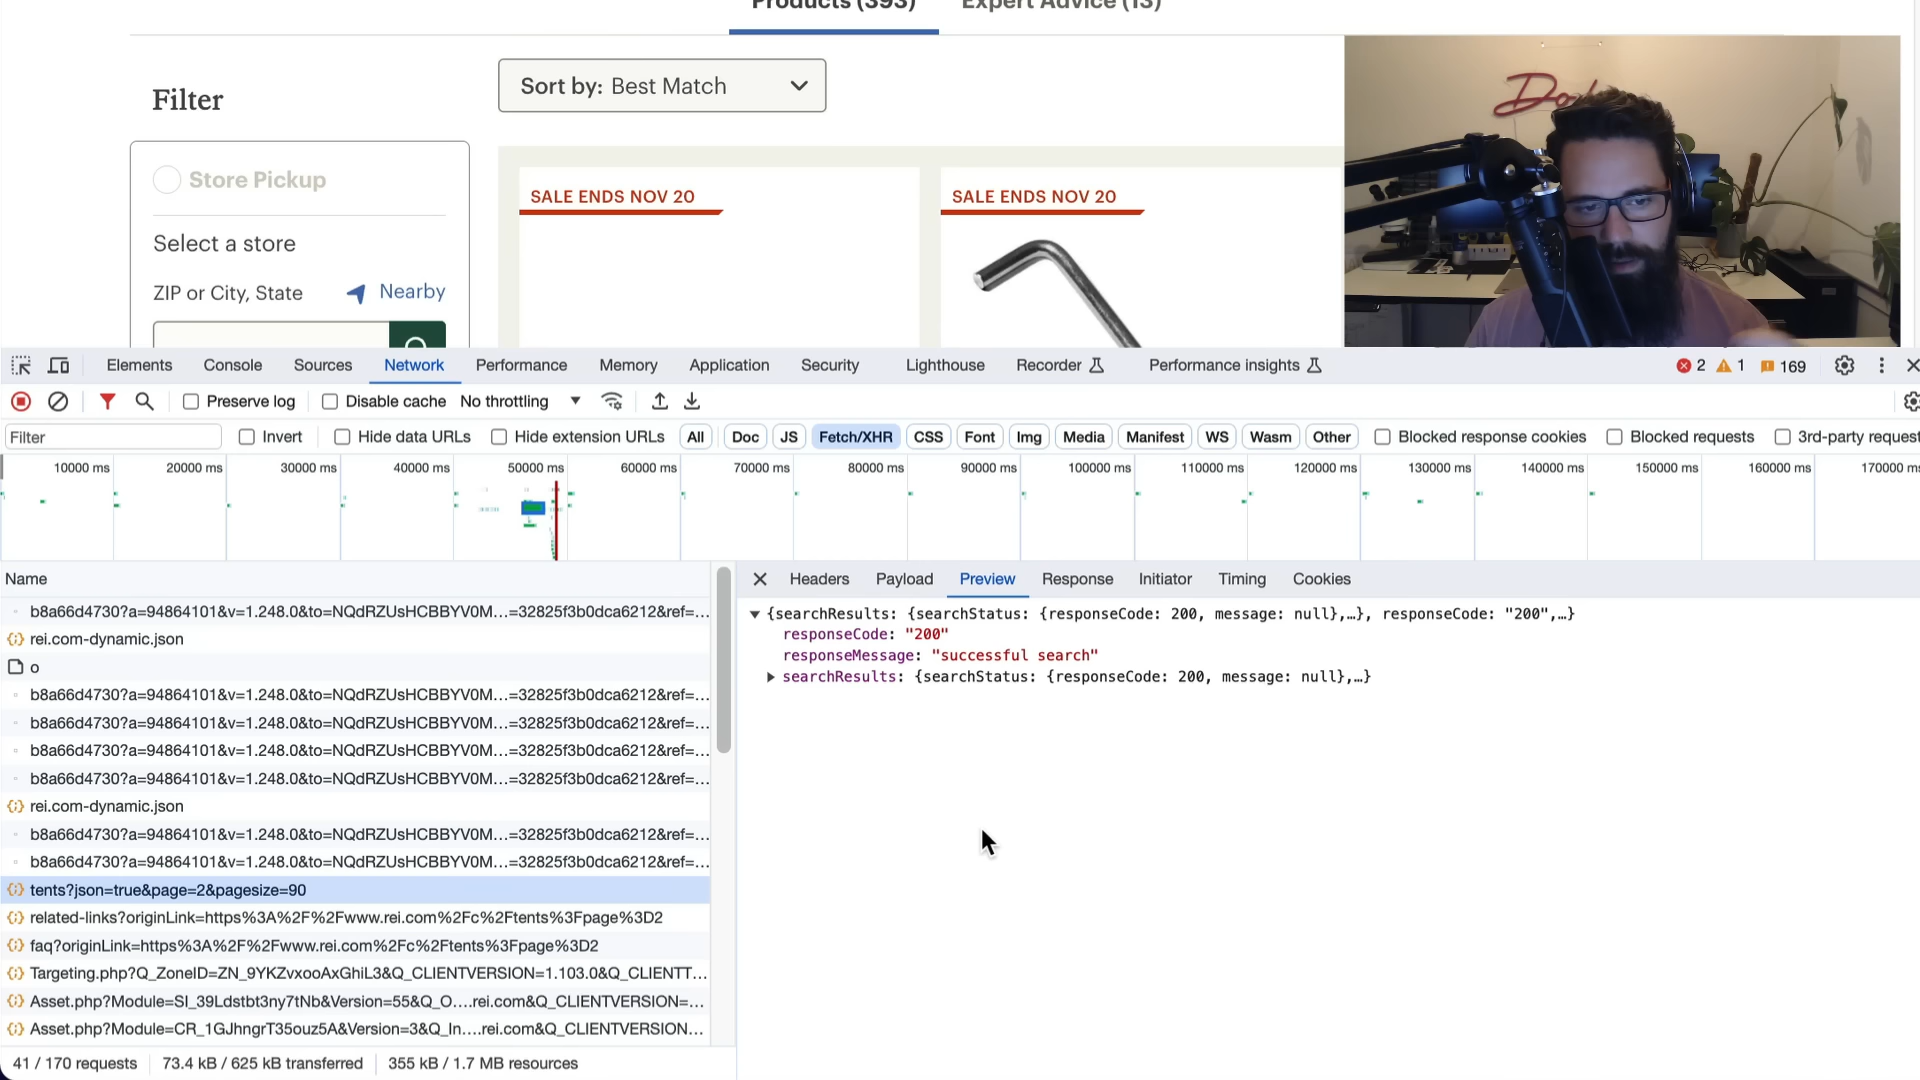 Products (393) Expert Advice (13)
Filter
Sort by: Best Match
Store Pickup
SALE ENDS NOV 20
SALE ENDS NOV 20
Select a store
ZIP or City, State
Nearby
Elements Console Sources Network Performance Memory Application Security Lighthouse Recorder Performance insights 2 1 169
Preserve log Disable cache No throttling
Filter Invert Hide data URLs Hide extension URLs All Doc JS Fetch/XHR CSS Font Img Media Manifest WS Wasm Other Blocked response cookies Blocked requests 3rd-party request
10000 ms 20000 ms 30000 ms 40000 ms 50000 ms 60000 ms 70000 ms 80000 ms 90000 ms 100000 ms 110000 ms 120000 ms 130000 ms 140000 ms 150000 ms 160000 ms 170000 ms
Name
Headers Payload Preview Response Initiator Timing Cookies
b8a66d4730?a=94864101&v=1.248.0&to=NQdRZUsHCBBYV0M…=32825f3b0dca6212&ref=…
{searchResults: {searchStatus: {responseCode: 200, message: null},…}, responseCode: "200",…}
rei.com-dynamic.json
responseCode: "200"
o
responseMessage: "successful search"
searchResults: {searchStatus: {responseCode: 200, message: null},…}
b8a66d4730?a=94864101&v=1.248.0&to=NQdRZUsHCBBYV0M…=32825f3b0dca6212&ref=…
b8a66d4730?a=94864101&v=1.248.0&to=NQdRZUsHCBBYV0M…=32825f3b0dca6212&ref=…
b8a66d4730?a=94864101&v=1.248.0&to=NQdRZUsHCBBYV0M…=32825f3b0dca6212&ref=…
b8a66d4730?a=94864101&v=1.248.0&to=NQdRZUsHCBBYV0M…=32825f3b0dca6212&ref=…
rei.com-dynamic.json
b8a66d4730?a=94864101&v=1.248.0&to=NQdRZUsHCBBYV0M…=32825f3b0dca6212&ref=…
b8a66d4730?a=94864101&v=1.248.0&to=NQdRZUsHCBBYV0M…=32825f3b0dca6212&ref=…
tents?json=true&page=2&pagesize=90
related-links?originLink=https%3A%2F%2Fwww.rei.com%2Fc%2Ftents%3Fpage%3D2
faq?originLink=https%3A%2F%2Fwww.rei.com%2Fc%2Ftents%3Fpage%3D2
Targeting.php?Q_ZoneID=ZN_9YKZvxooAxGhiL3&Q_CLIENTVERSION=1.103.0&Q_CLIENTT…
Asset.php?Module=SI_39Ldstbt3ny7tNb&Version=55&Q_O….rei.com&Q_CLIENTVERSION=…
Asset.php?Module=CR_1GJhngrT35ouz5A&Version=3&Q_In….rei.com&Q_CLIENTVERSION…
41 / 170 requests 73.4 kB / 625 kB transferred 355 kB / 1.7 MB resources